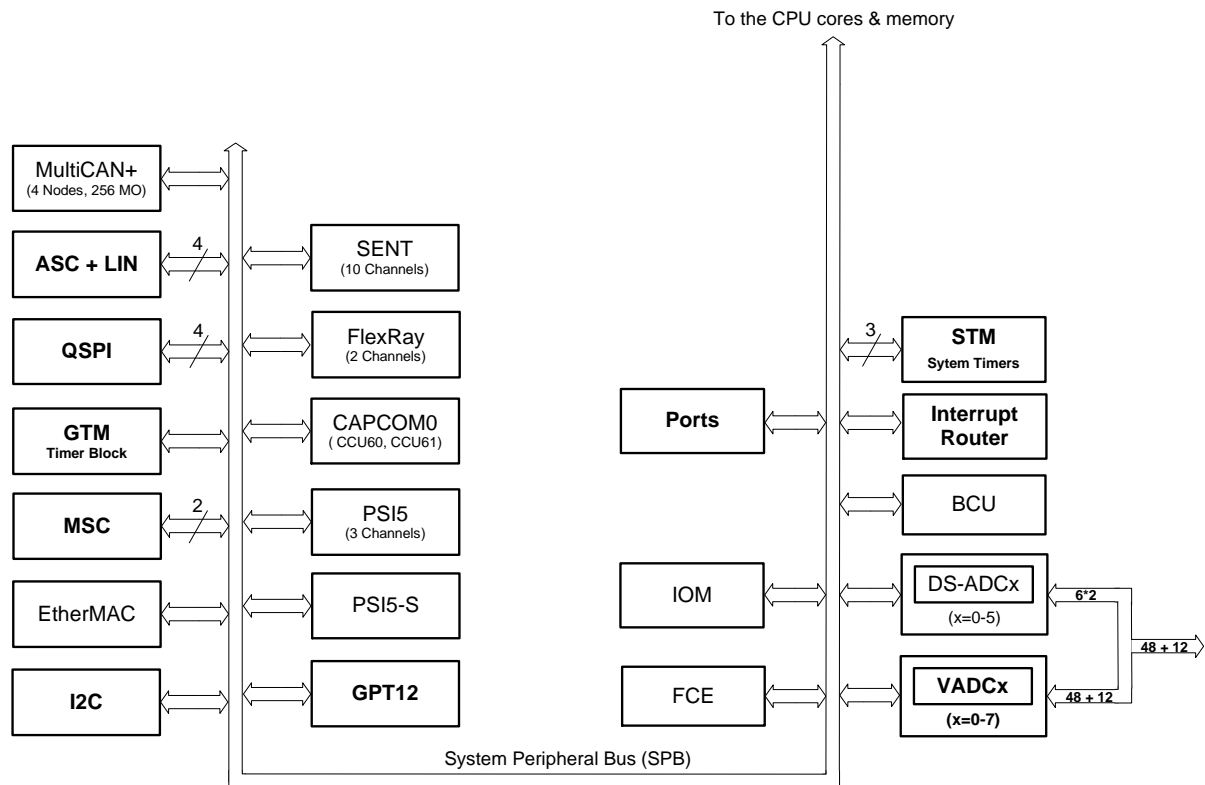 To the CPU cores & memory
MultiCAN+
(4 Nodes, 256 MO)
ASC + LIN
4
QSPI
4
GTM
Timer Block
MSC
2
EtherMAC
I2C
SENT
(10 Channels)
FlexRay
(2 Channels)
CAPCOM0
( CCU60, CCU61)
PSI5
(3 Channels)
PSI5-S
GPT12
System Peripheral Bus (SPB)
Ports
IOM
FCE
3
STM
Sytem Timers
Interrupt
Router
BCU
DS-ADCx
(x=0-5)
6*2
VADCx
(x=0-7)
48 + 12
48 + 12